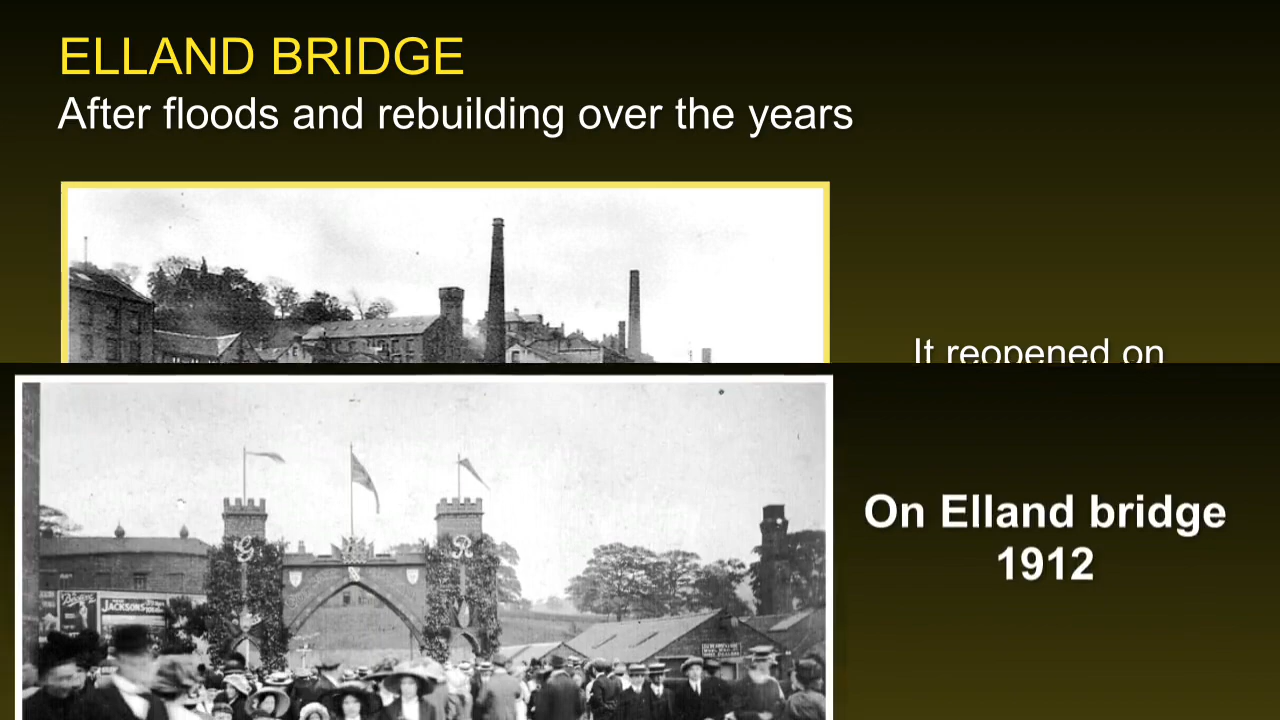 ELLAND BRIDGE
After floods and rebuilding over the years
It reopened on
On Elland bridge
1912
G R
JACKSONS